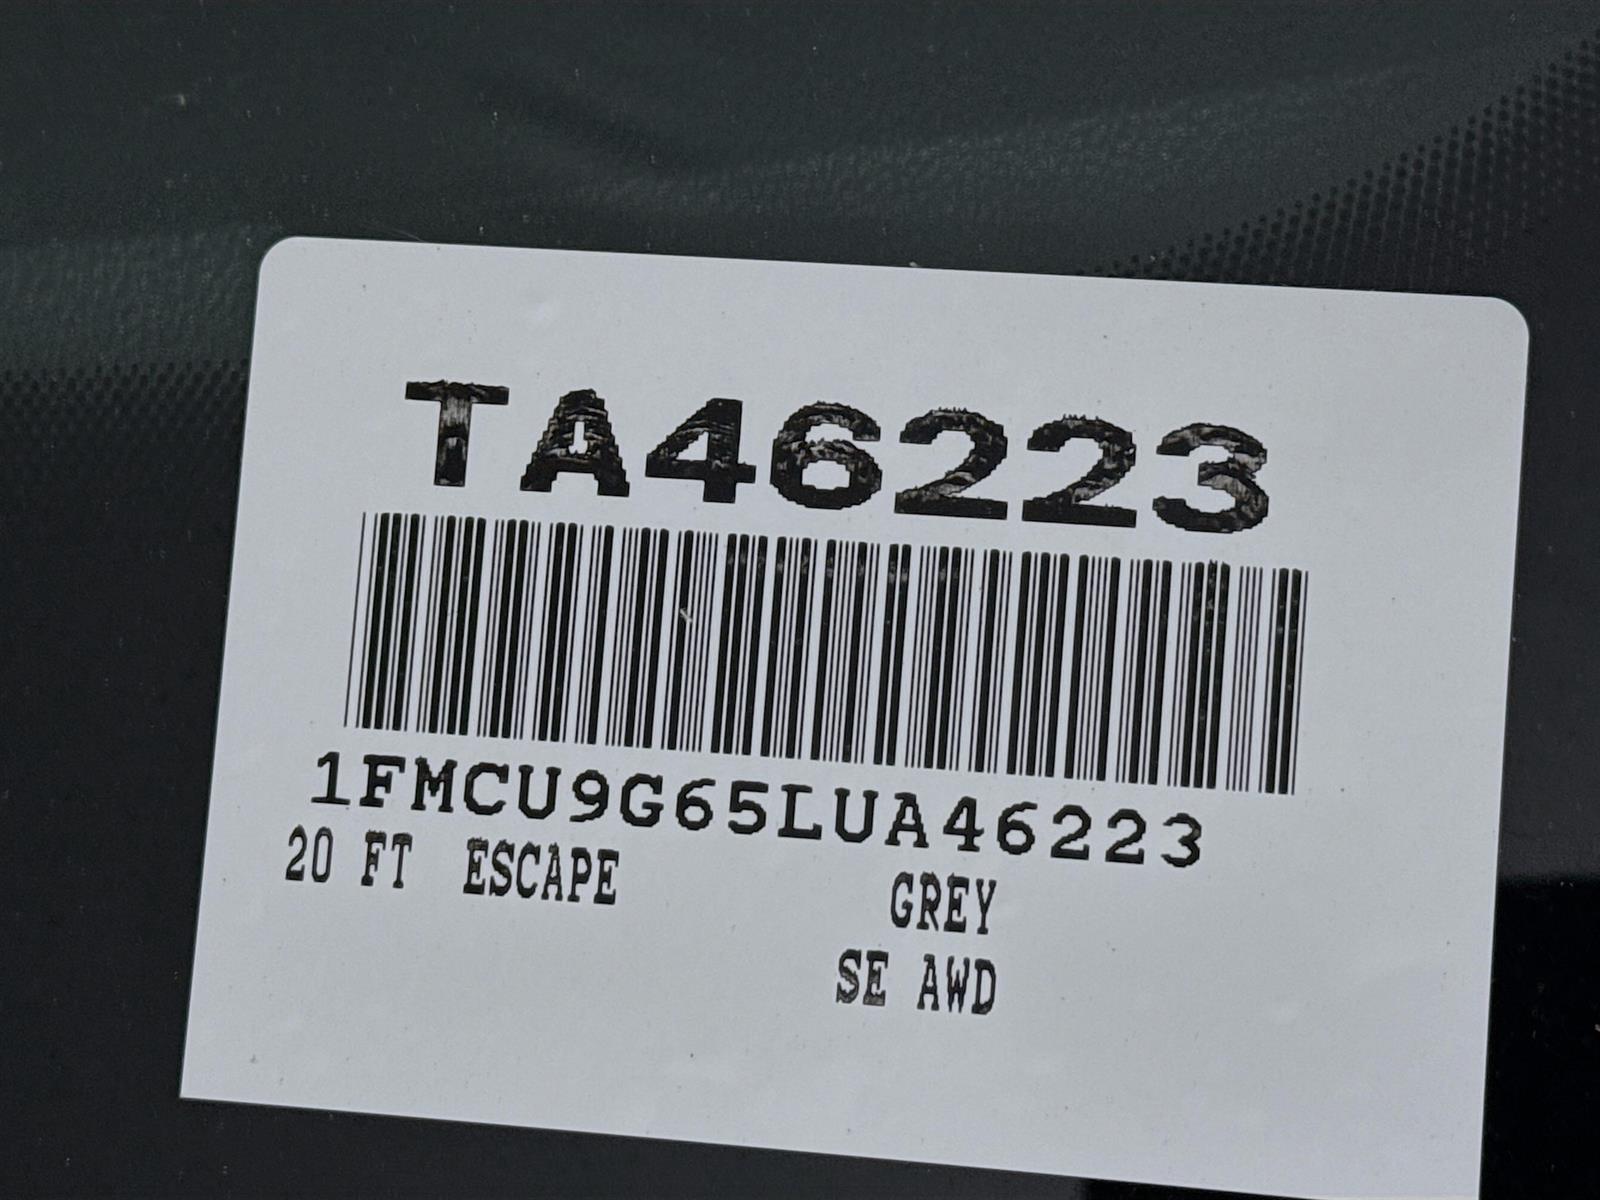 TA46223
1FMCU9G65LUA46223
20 FT ESCAPE GREY
SE AWD